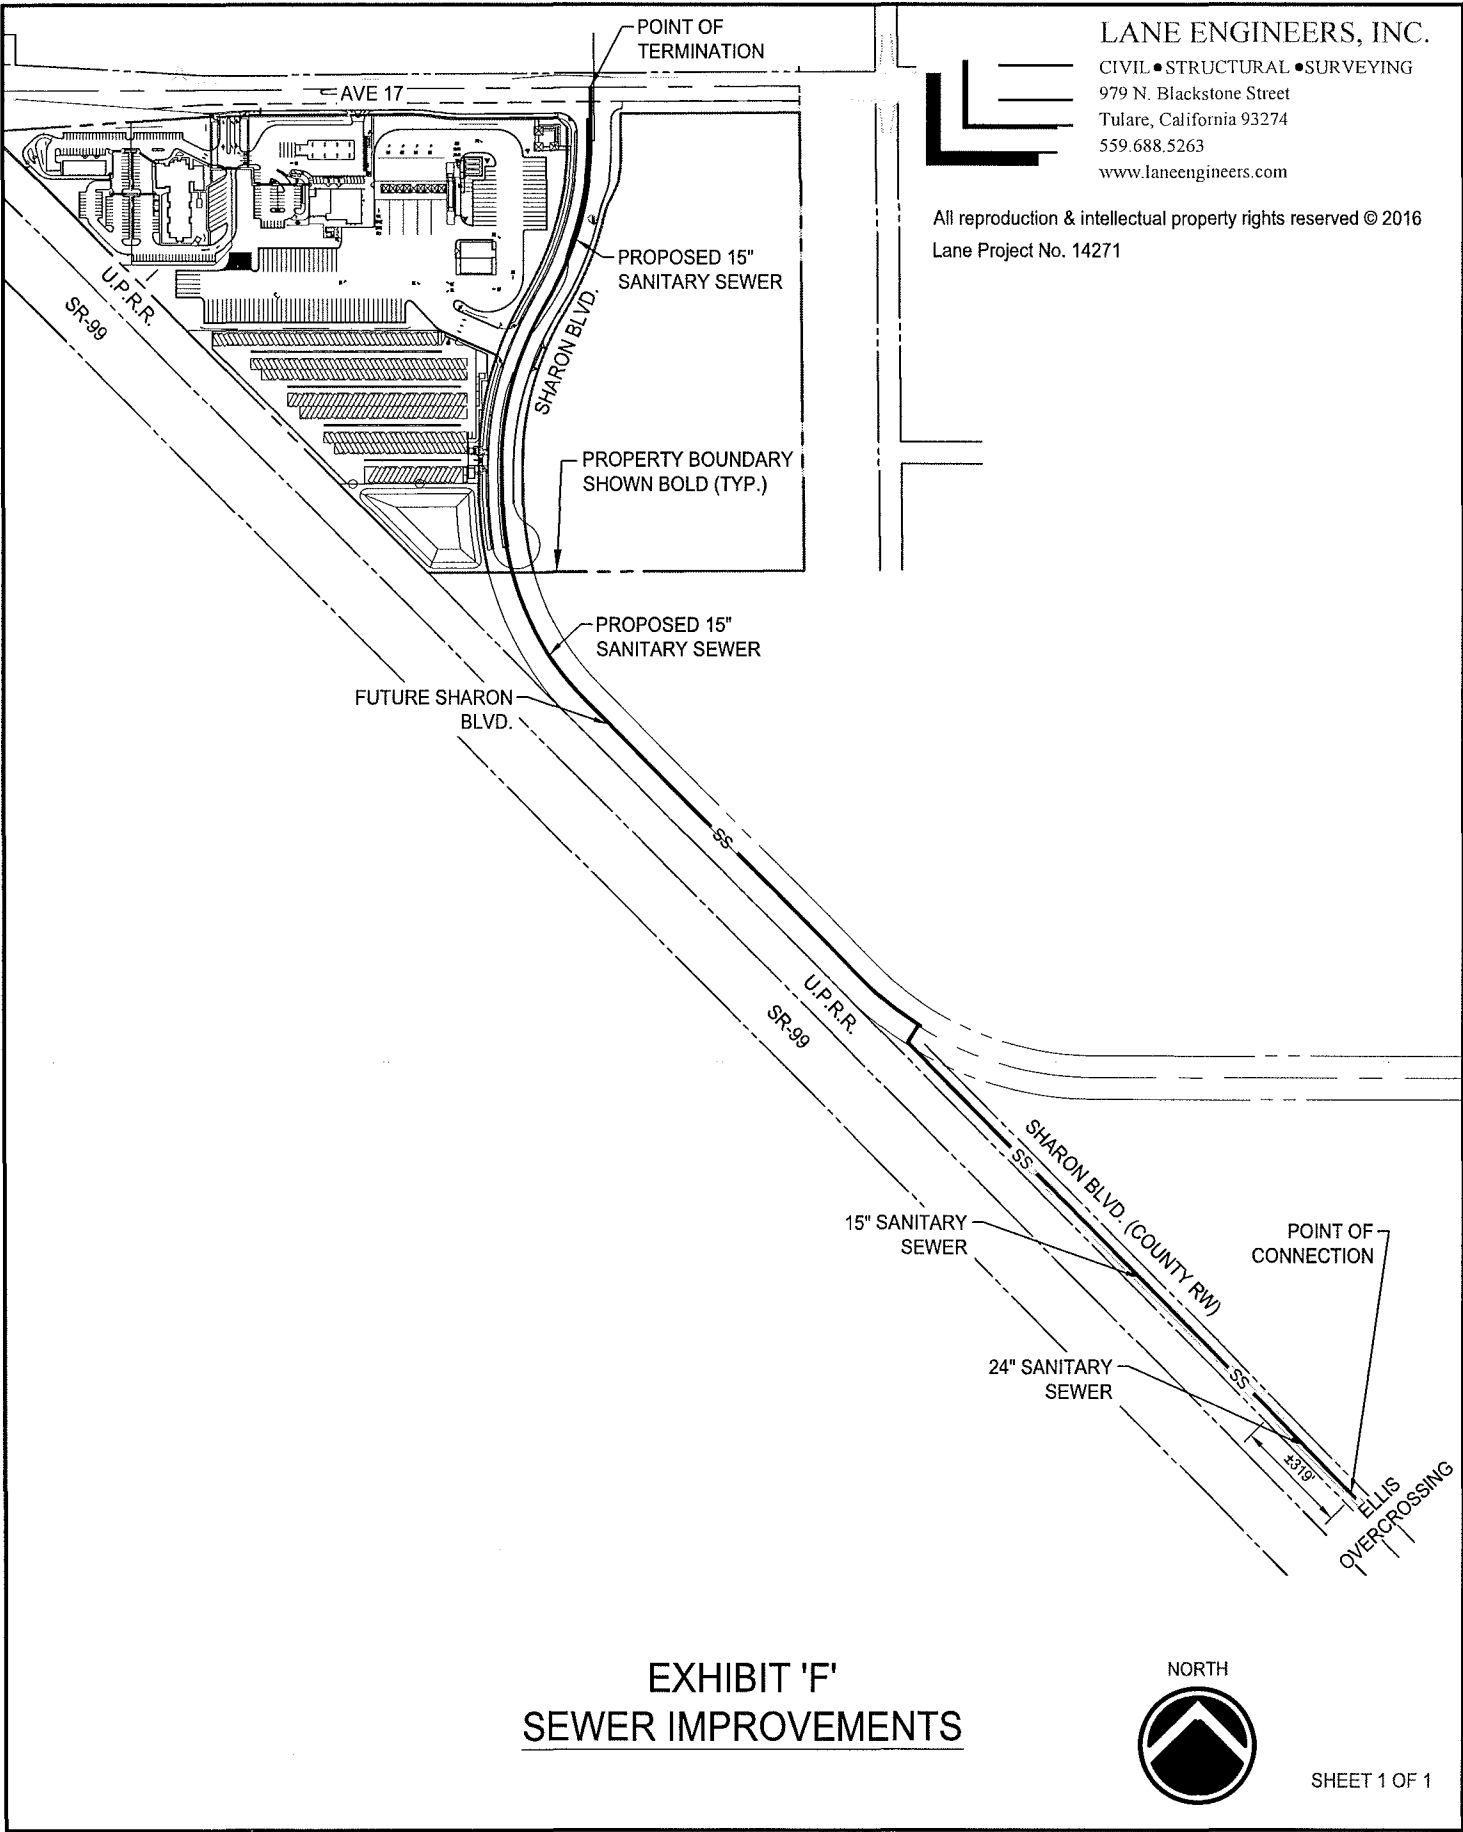 POINT OF
TERMINATION
LANE ENGINEERS, INC.
CIVIL ● STRUCTURAL ● SURVEYING
979 N. Blackstone Street
Tulare, California 93274
559.688.5263
www.laneengineers.com
All reproduction & intellectual property rights reserved © 2016
Lane Project No. 14271
AVE 17
PROPOSED 15"
SANITARY SEWER
U.P.R.R.
SR-99
SHARON BLVD.
PROPERTY BOUNDARY
SHOWN BOLD (TYP.)
PROPOSED 15"
SANITARY SEWER
FUTURE SHARON
BLVD.
SS
U.P.R.R.
SR-99
SHARON BLVD. (COUNTY RW)
SS
15" SANITARY
SEWER
POINT OF
CONNECTION
24" SANITARY
SEWER
SS
±319'
ELLIS
OVERCROSSING
EXHIBIT 'F'
SEWER IMPROVEMENTS
NORTH
SHEET 1 OF 1